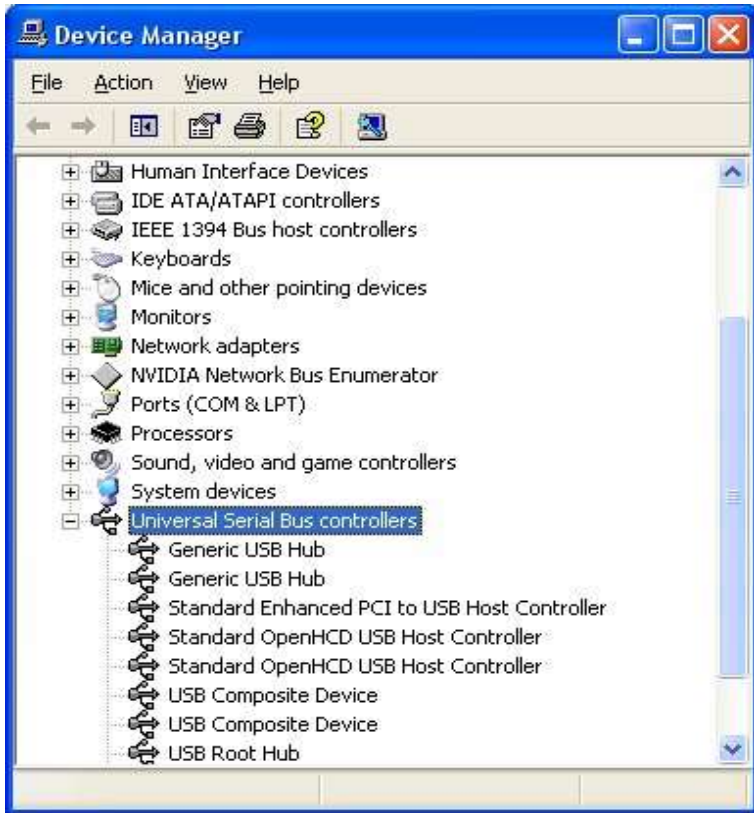 Device Manager
File Action View Help
Human Interface Devices
IDE ATA/ATAPI controllers
IEEE 1394 Bus host controllers
Keyboards
Mice and other pointing devices
Monitors
Network adapters
NVIDIA Network Bus Enumerator
Ports (COM & LPT)
Processors
Sound, video and game controllers
System devices
Universal Serial Bus controllers
Generic USB Hub
Generic USB Hub
Standard Enhanced PCI to USB Host Controller
Standard OpenHCD USB Host Controller
Standard OpenHCD USB Host Controller
USB Composite Device
USB Composite Device
USB Root Hub